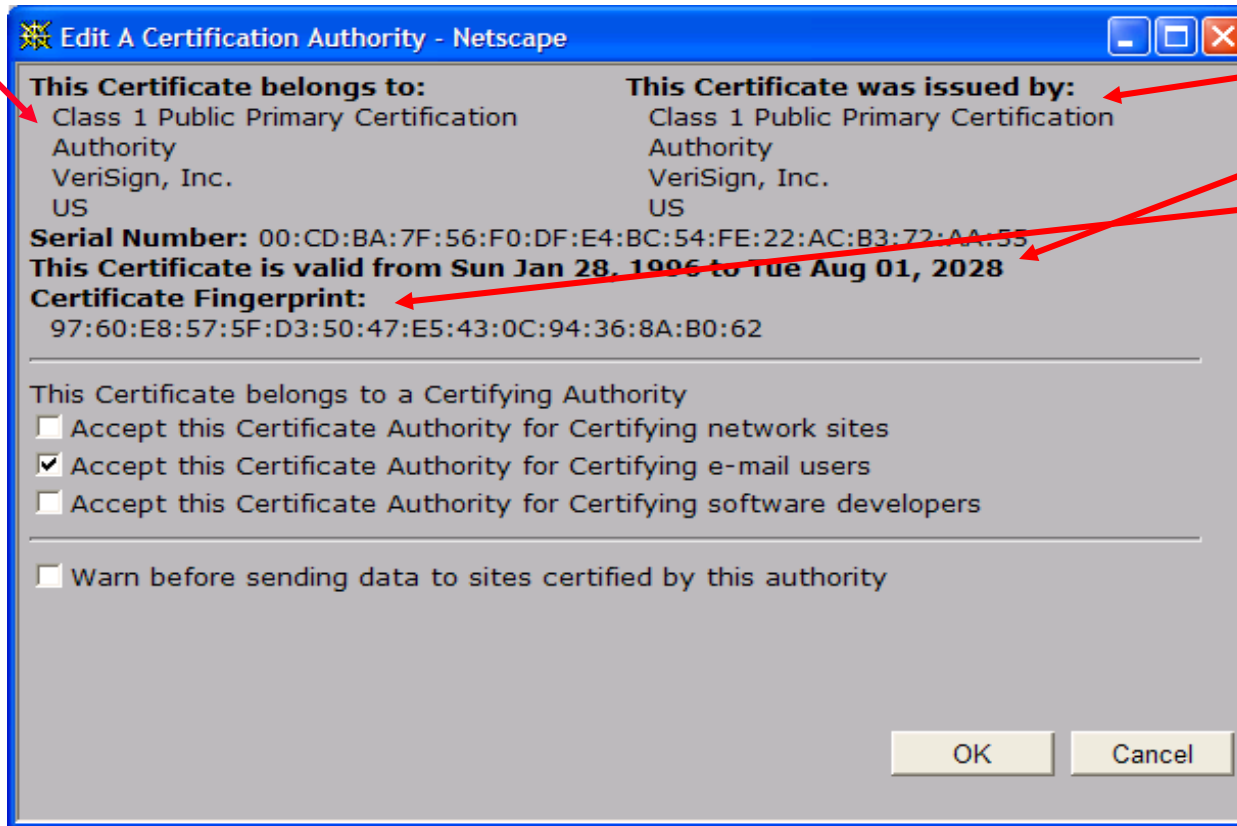 Edit A Certification Authority - Netscape
This Certificate belongs to:
Class 1 Public Primary Certification
Authority
VeriSign, Inc.
US
This Certificate was issued by:
Class 1 Public Primary Certification
Authority
VeriSign, Inc.
US
Serial Number: 00:CD:BA:7F:56:F0:DF:E4:BC:54:FE:22:AC:B3:72:AA:55
This Certificate is valid from Sun Jan 28, 1996 to Tue Aug 01, 2028
Certificate Fingerprint:
97:60:E8:57:5F:D3:50:47:E5:43:0C:94:36:8A:B0:62
This Certificate belongs to a Certifying Authority
Accept this Certificate Authority for Certifying network sites
Accept this Certificate Authority for Certifying e-mail users
Accept this Certificate Authority for Certifying software developers
Warn before sending data to sites certified by this authority
OK
Cancel